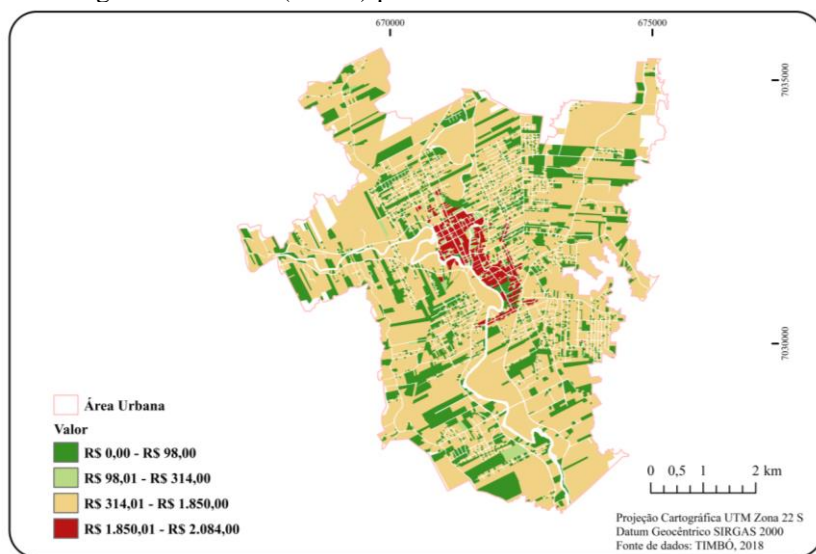 670000
675000
7035000
7030000
Área Urbana
Valor
R$ 0,00 - R$ 98,00
R$ 98,01 - R$ 314,00
R$ 314,01 - R$ 1.850,00
R$ 1.850,01 - R$ 2.084,00
0 0,5 1 2 km
Projeção Cartográfica UTM Zona 22 S
Datum Geocêntrico SIRGAS 2000
Fonte de dados: TIMBÓ, 2018